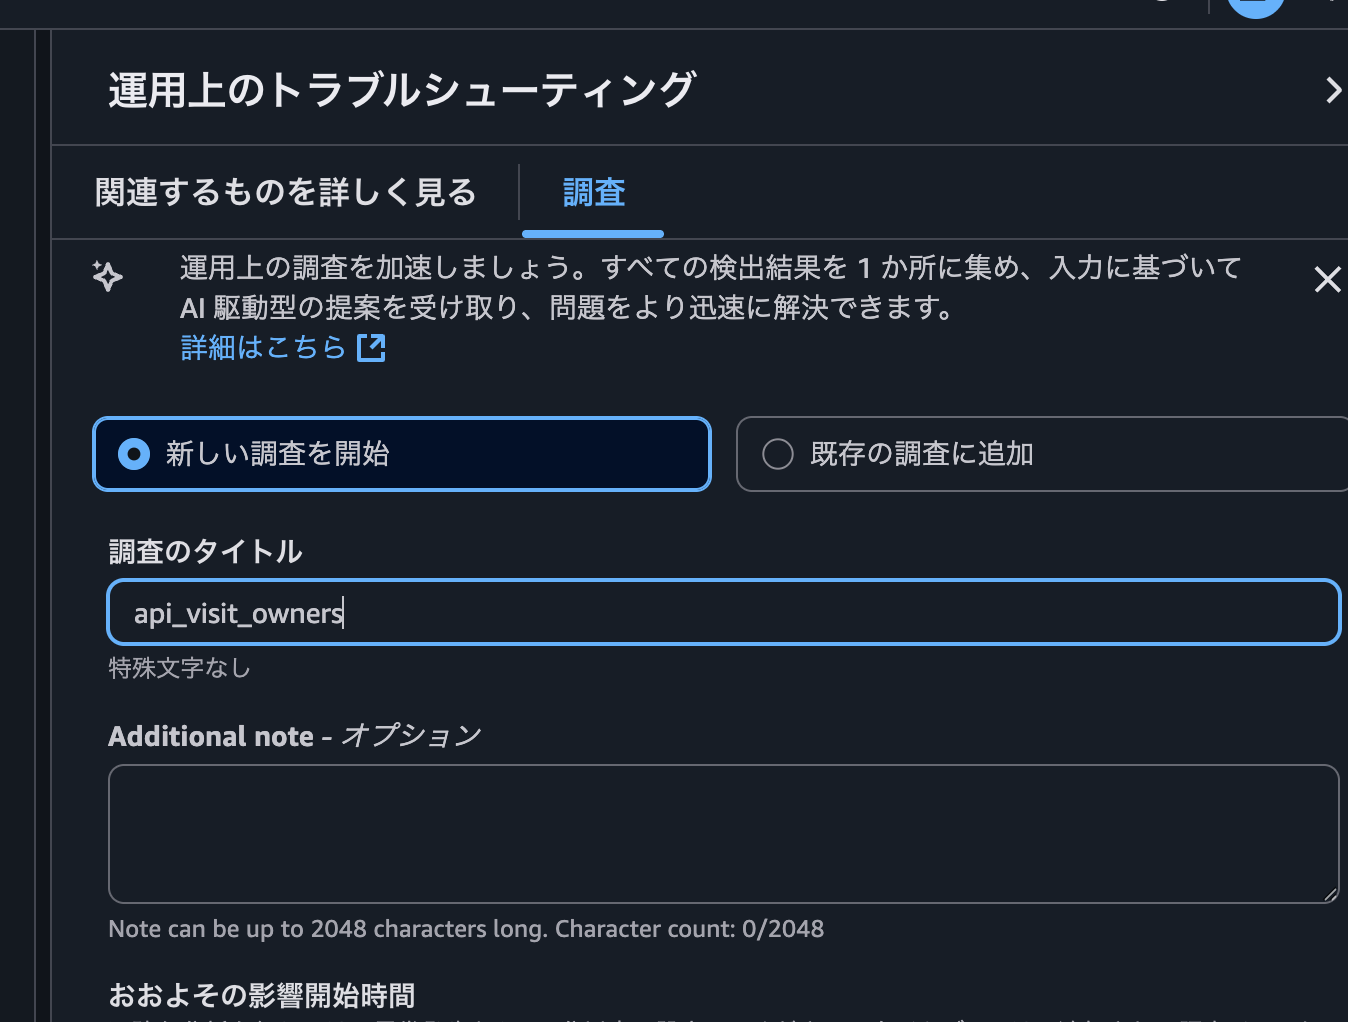 運用上のトラブルシューティング
関連するものを詳しく見る
調査
運用上の調査を加速しましょう。すべての検出結果を 1 か所に集め、入力に基づいて
AI 駆動型の提案を受け取り、問題をより迅速に解決できます。
詳細はこちら
新しい調査を開始
既存の調査に追加
調査のタイトル
api_visit_owners
特殊文字なし
Additional note - オプション
Note can be up to 2048 characters long. Character count: 0/2048
おおよその影響開始時間